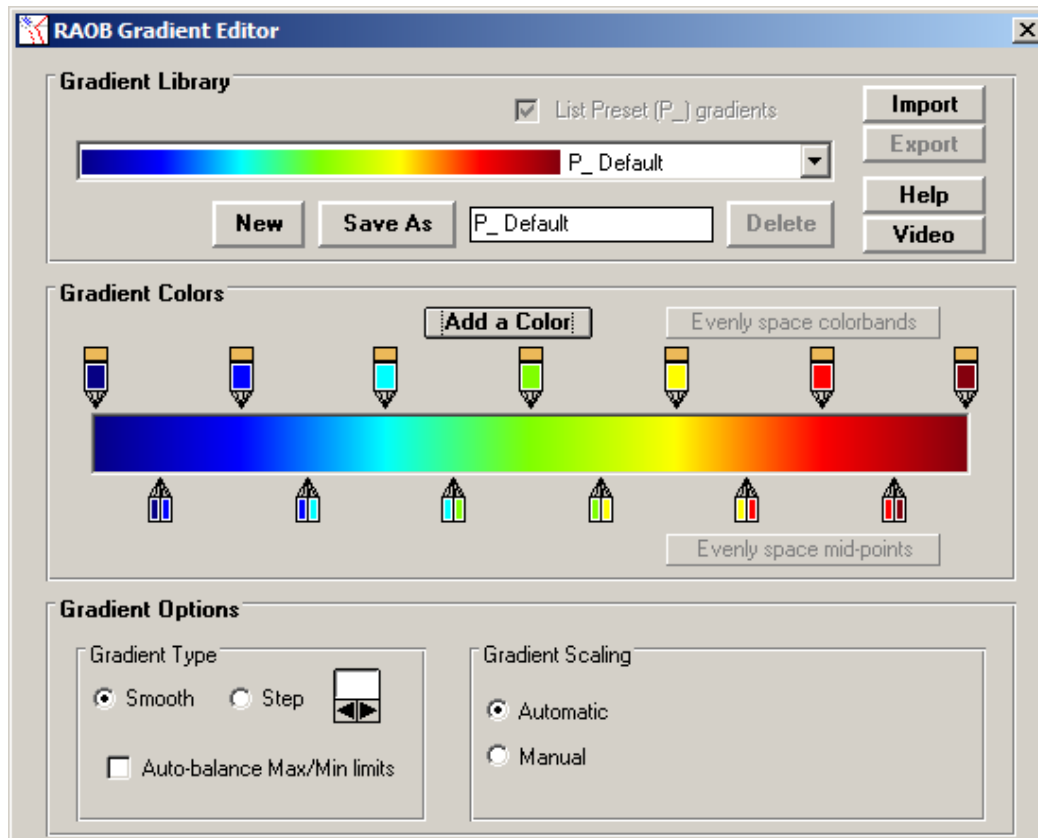 RAOB Gradient Editor
Gradient Library
List Preset (P_) gradients
Import
Export
P_ Default
Help
New
Save As
P_ Default
Delete
Video
Gradient Colors
Add a Color
Evenly space colorbands
Evenly space mid-points
Gradient Options
Gradient Type
Smooth
Step
Auto-balance Max/Min limits
Gradient Scaling
Automatic
Manual